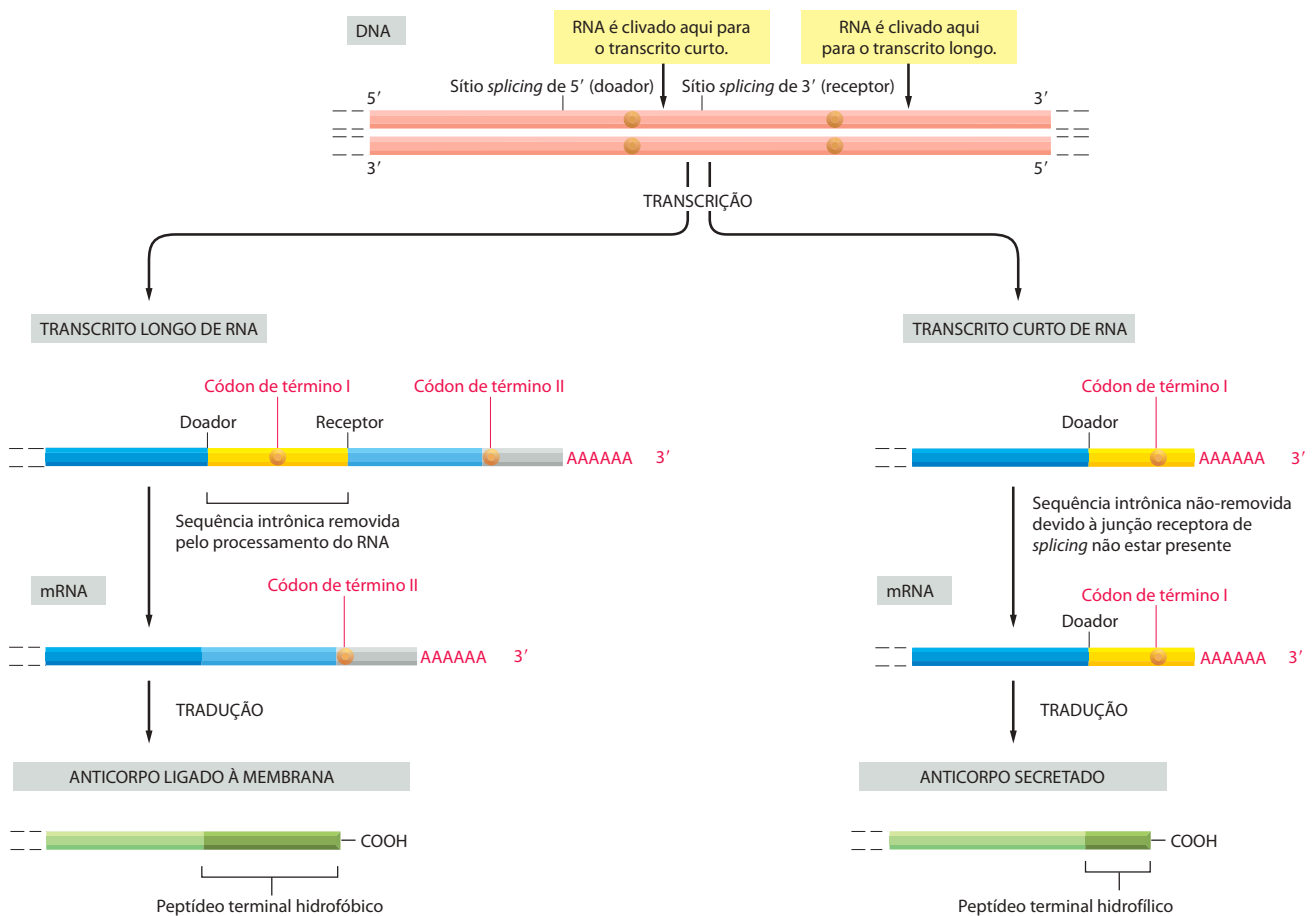 DNA
RNA é clivado aqui para
o transcrito curto.
RNA é clivado aqui
para o transcrito longo.
Sítio splicing de 5′ (doador)
Sítio splicing de 3′ (receptor)
5′
3′
3′
5′
TRANSCRIÇÃO
TRANSCRITO LONGO DE RNA
Códon de término I
Códon de término II
Doador
Receptor
AAAAAA 3′
Sequência intrônica removida
pelo processamento do RNA
mRNA
Códon de término II
AAAAAA 3′
TRADUÇÃO
ANTICORPO LIGADO À MEMBRANA
COOH
Peptídeo terminal hidrofóbico
TRANSCRITO CURTO DE RNA
Códon de término I
Doador
AAAAAA 3′
Sequência intrônica não-removida
devido à junção receptora de
splicing não estar presente
mRNA
Códon de término I
Doador
AAAAAA 3′
TRADUÇÃO
ANTICORPO SECRETADO
COOH
Peptídeo terminal hidrofílico